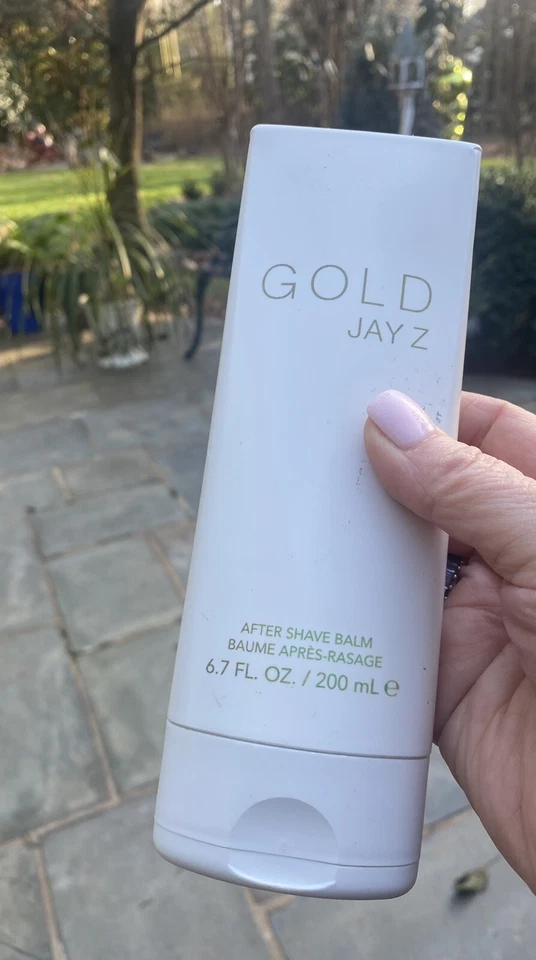 GOLD
JAY Z
AFTER SHAVE BALM
BAUME APRÈS-RASAGE
6.7 FL. OZ. / 200 mL ℮